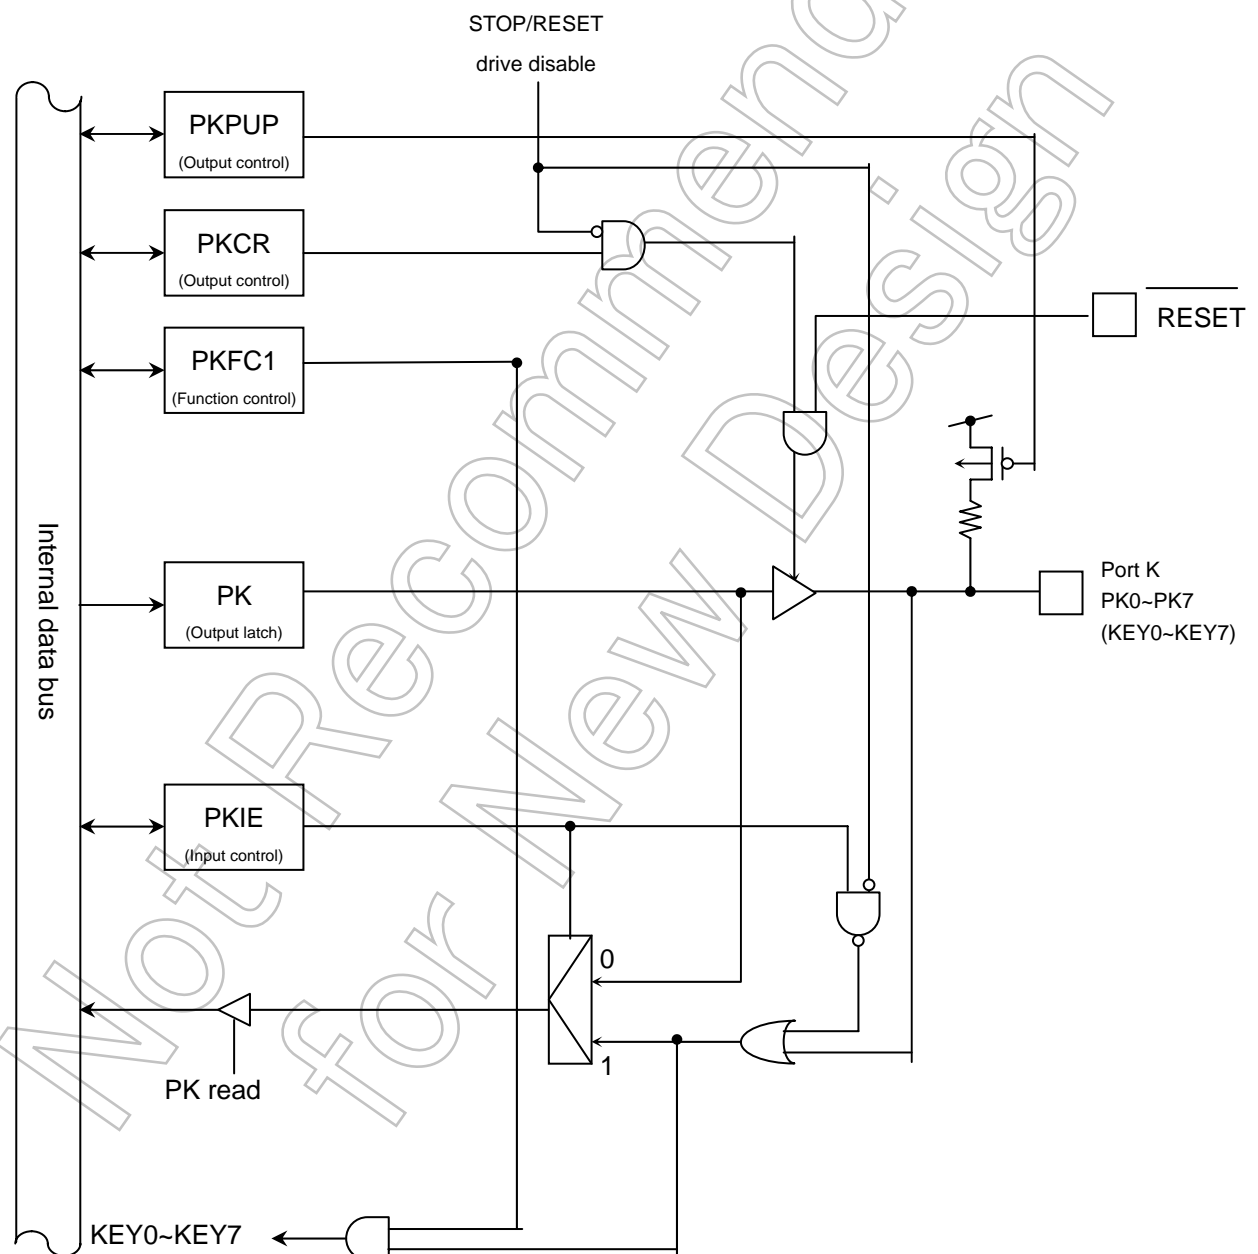 STOP/RESET
drive disable
PKPUP
(Output control)
PKCR
(Output control)
RESET
PKFC1
(Function control)
Internal data bus
PK
(Output latch)
Port K
PK0~PK7
(KEY0~KEY7)
PKIE
(Input control)
0
1
PK read
KEY0~KEY7
Not Recommend
for New Design